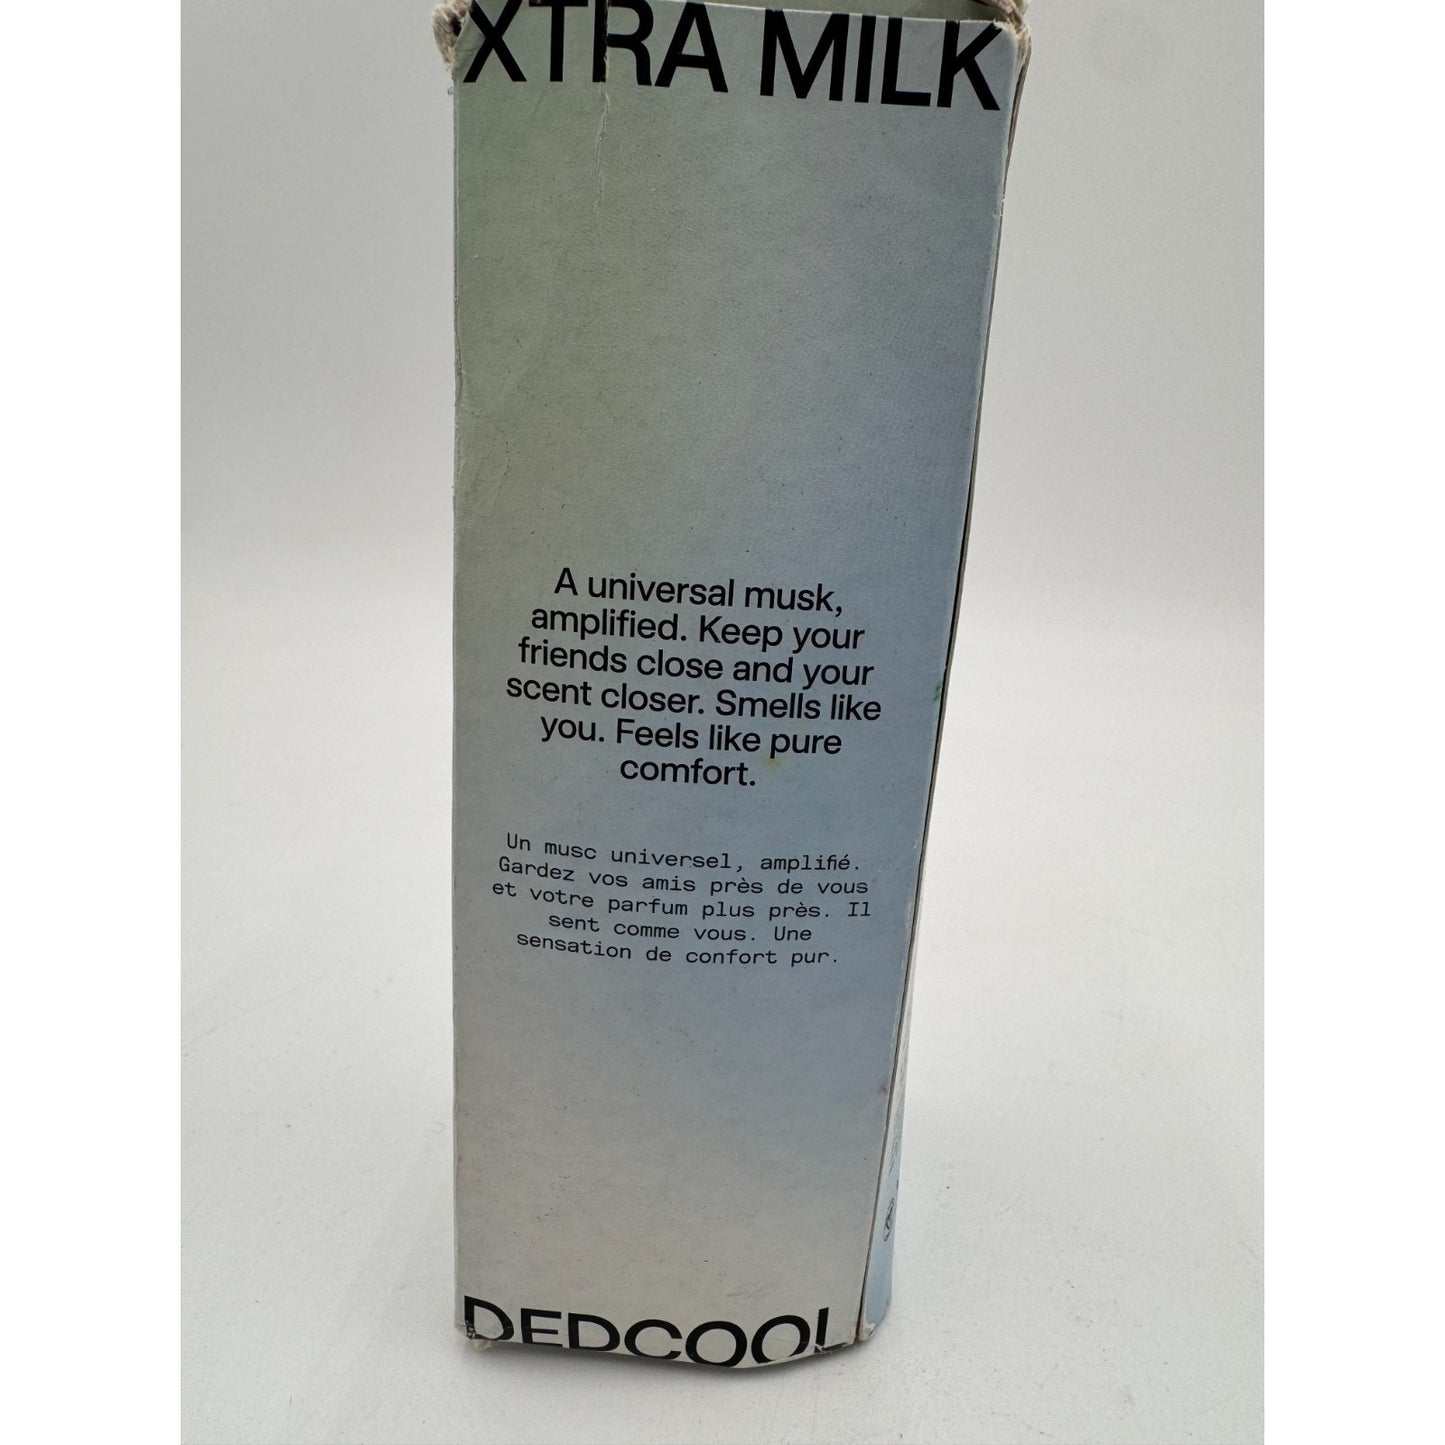 XTRA MILK
A universal musk,
amplified. Keep your
friends close and your
scent closer. Smells like
you. Feels like pure
comfort.
Un musc universel, amplifié.
Gardez vos amis près de vous
et votre parfum plus près. Il
sent comme vous. Une
sensation de confort pur.
DEDCOOL